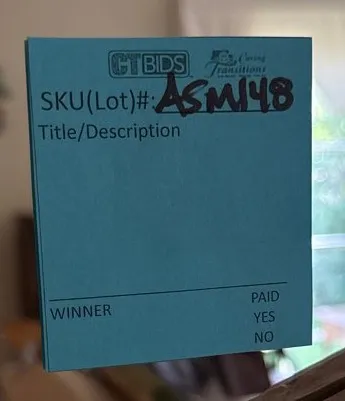 CTBIDS Caring Transitions
SKU(Lot)#: ASM148
Title/Description
WINNER PAID
YES
NO